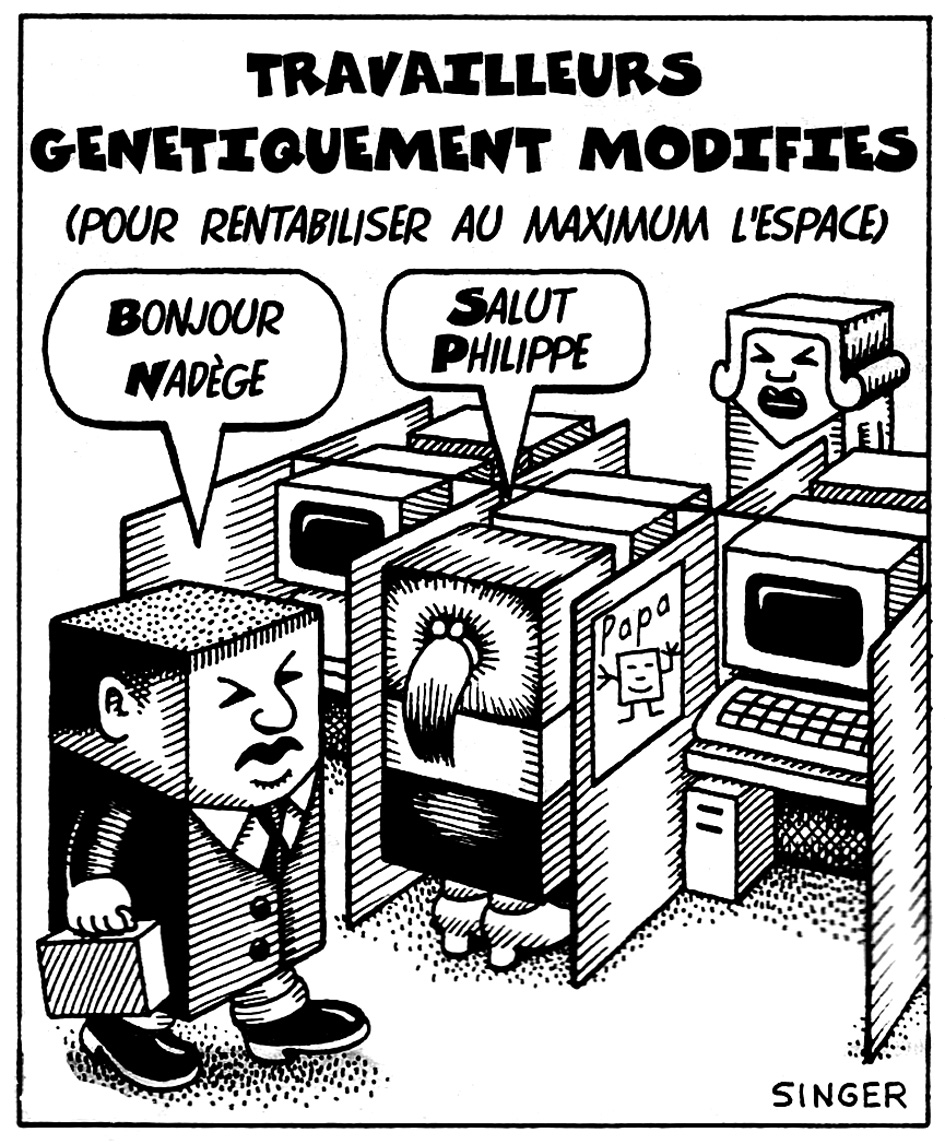 TRAVAILLEURS
GENETIQUEMENT MODIFIES
(POUR RENTABILISER AU MAXIMUM L'ESPACE)
BONJOUR
NADÈGE
SALUT
PHILIPPE
Papa
SINGER